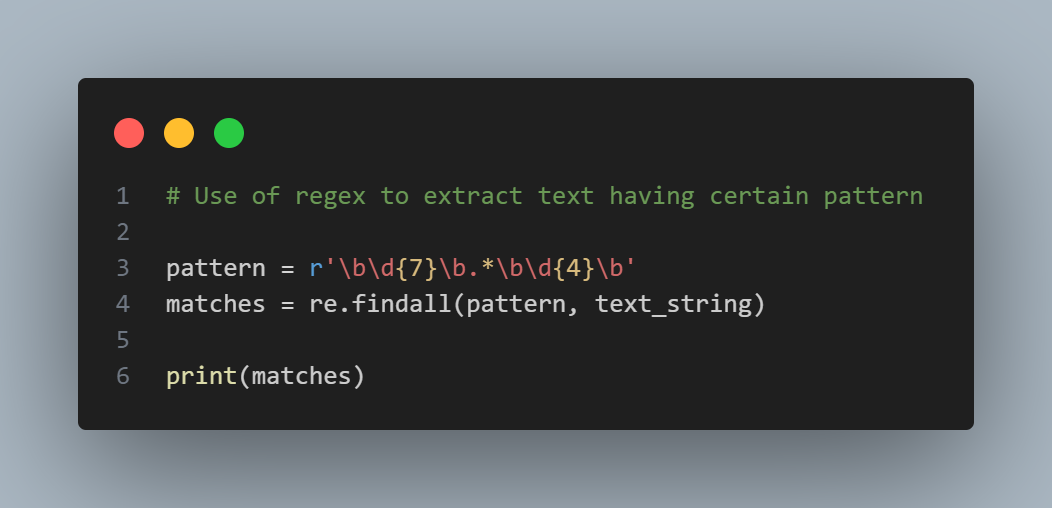 1 # Use of regex to extract text having certain pattern
2
3 pattern = r'\b\d{7}\b.*\b\d{4}\b'
4 matches = re.findall(pattern, text_string)
5
6 print(matches)